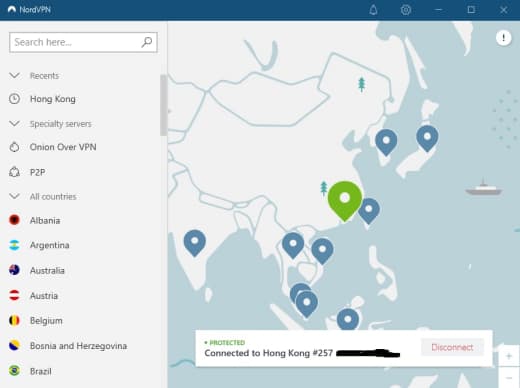 NordVPN
Search here...
Recents
Hong Kong
Specialty servers
Onion Over VPN
P2P
All countries
Albania
Argentina
Australia
Austria
Belgium
Bosnia and Herzegovina
Brazil
PROTECTED
Connected to Hong Kong #257
Disconnect